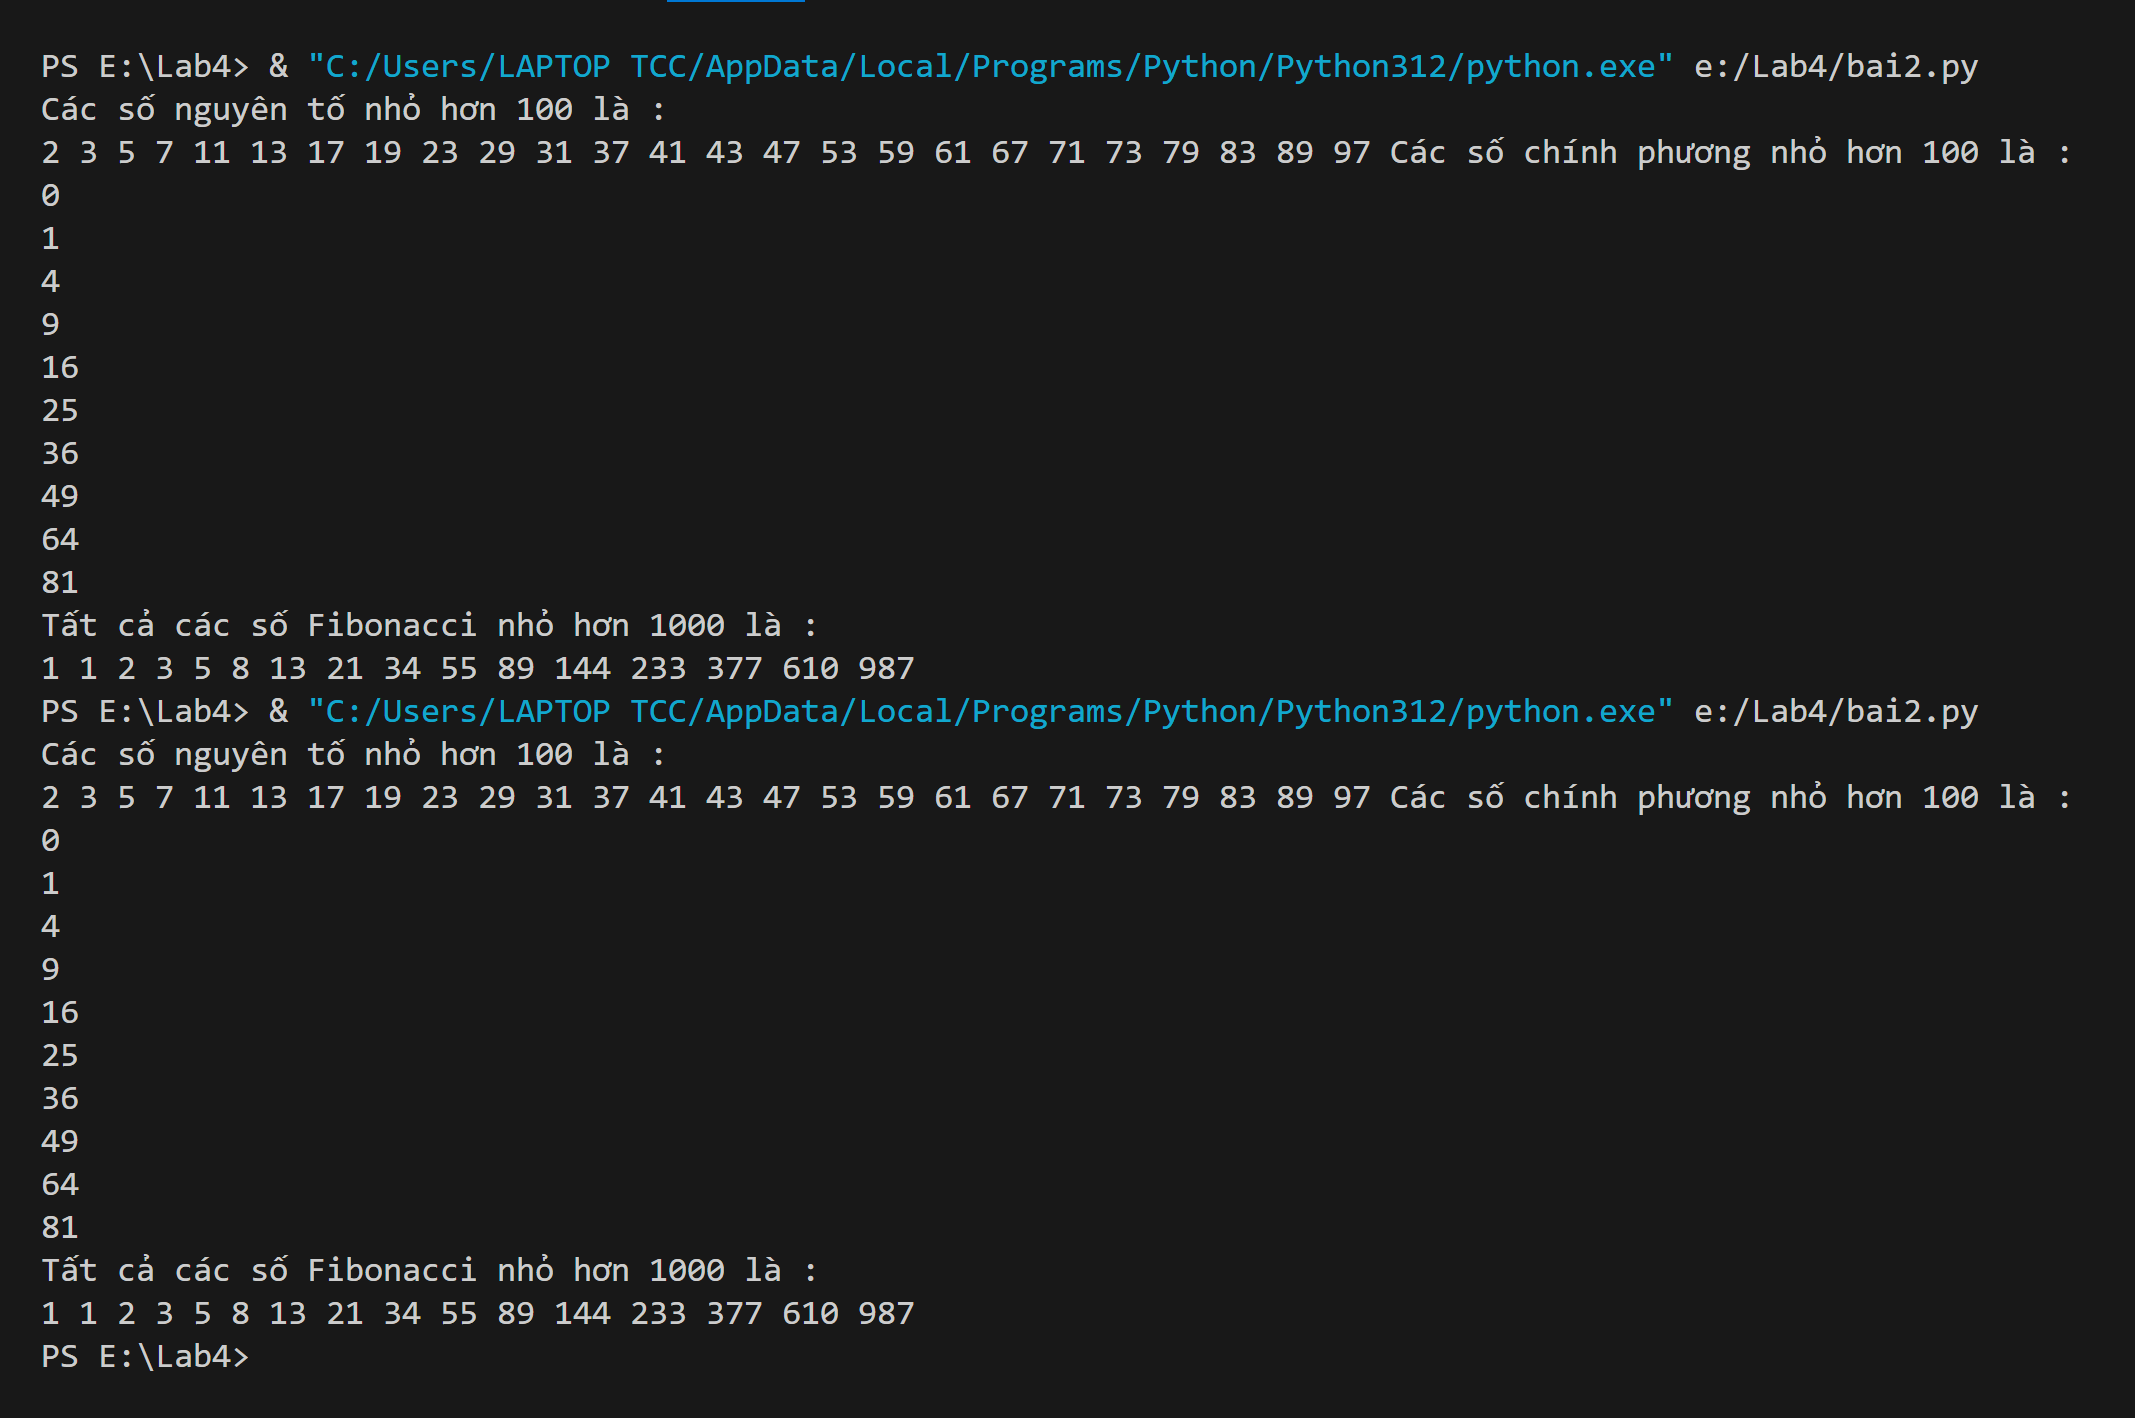 PS E:\Lab4> & "C:/Users/LAPTOP TCC/AppData/Local/Programs/Python/Python312/python.exe" e:/Lab4/bai2.py
Các số nguyên tố nhỏ hơn 100 là :
2 3 5 7 11 13 17 19 23 29 31 37 41 43 47 53 59 61 67 71 73 79 83 89 97 Các số chính phương nhỏ hơn 100 là :
0
1
4
9
16
25
36
49
64
81
Tất cả các số Fibonacci nhỏ hơn 1000 là :
1 1 2 3 5 8 13 21 34 55 89 144 233 377 610 987
PS E:\Lab4> & "C:/Users/LAPTOP TCC/AppData/Local/Programs/Python/Python312/python.exe" e:/Lab4/bai2.py
Các số nguyên tố nhỏ hơn 100 là :
2 3 5 7 11 13 17 19 23 29 31 37 41 43 47 53 59 61 67 71 73 79 83 89 97 Các số chính phương nhỏ hơn 100 là :
0
1
4
9
16
25
36
49
64
81
Tất cả các số Fibonacci nhỏ hơn 1000 là :
1 1 2 3 5 8 13 21 34 55 89 144 233 377 610 987
PS E:\Lab4>